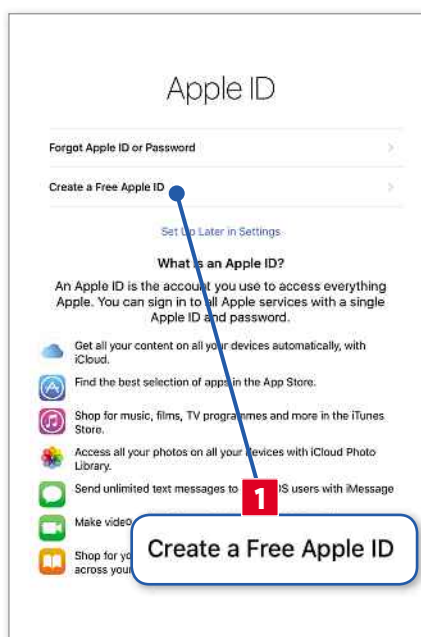 Apple ID
Forgot Apple ID or Password
Create a Free Apple ID
Set Up Later in Settings
What is an Apple ID?
An Apple ID is the account you use to access everything
Apple. You can sign in to all Apple services with a single
Apple ID and password.
Get all your content on all your devices automatically, with
iCloud.
Find the best selection of apps in the App Store.
Shop for music, films, TV programmes and more in the iTunes
Store.
Access all your photos on all your devices with iCloud Photo
Library.
Send unlimited text messages to OS users with iMessage
1
Make video
Create a Free Apple ID
Shop for
across your